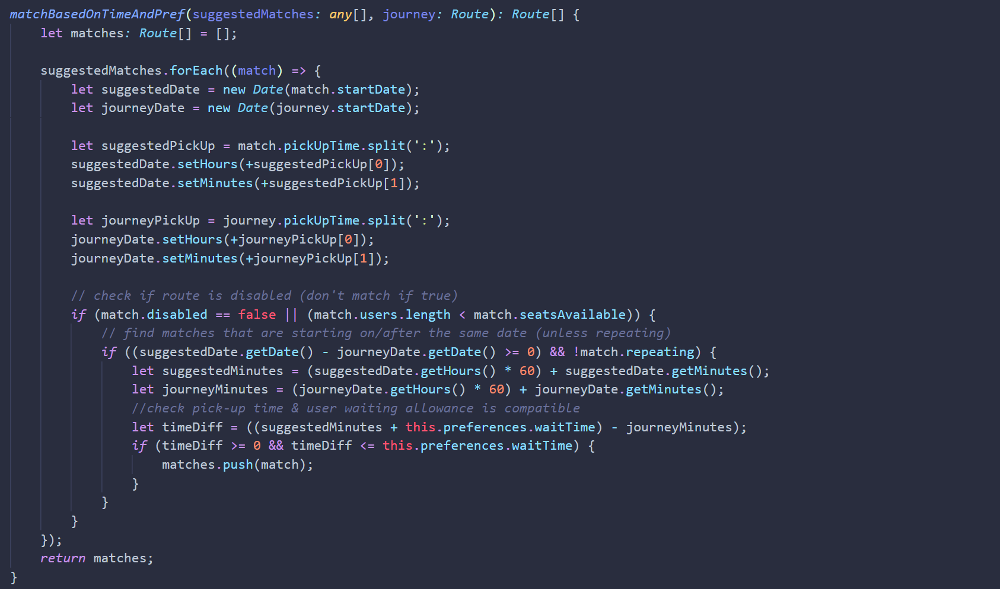 matchBasedOnTimeAndPref(suggestedMatches: any[], journey: Route): Route[] {
    let matches: Route[] = [];

    suggestedMatches.forEach((match) => {
        let suggestedDate = new Date(match.startDate);
        let journeyDate = new Date(journey.startDate);

        let suggestedPickUp = match.pickUpTime.split(':');
        suggestedDate.setHours(+suggestedPickUp[0]);
        suggestedDate.setMinutes(+suggestedPickUp[1]);

        let journeyPickUp = journey.pickUpTime.split(':');
        journeyDate.setHours(+journeyPickUp[0]);
        journeyDate.setMinutes(+journeyPickUp[1]);

        // check if route is disabled (don't match if true)
        if (match.disabled == false || (match.users.length < match.seatsAvailable)) {
            // find matches that are starting on/after the same date (unless repeating)
            if ((suggestedDate.getDate() - journeyDate.getDate() >= 0) && !match.repeating) {
                let suggestedMinutes = (suggestedDate.getHours() * 60) + suggestedDate.getMinutes();
                let journeyMinutes = (journeyDate.getHours() * 60) + journeyDate.getMinutes();
                //check pick-up time & user waiting allowance is compatible
                let timeDiff = ((suggestedMinutes + this.preferences.waitTime) - journeyMinutes);
                if (timeDiff >= 0 && timeDiff <= this.preferences.waitTime) {
                    matches.push(match);
                }
            }
        }
    });
    return matches;
}